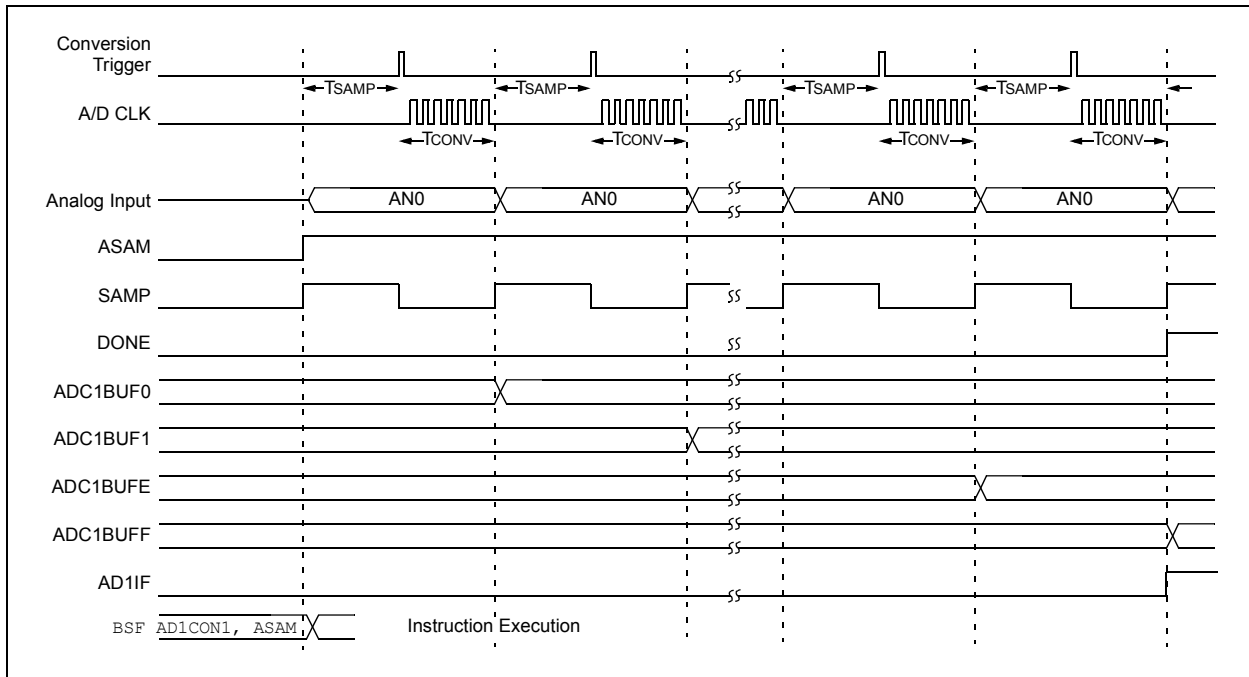 Conversion
Trigger
TSAMP TSAMP TSAMP TSAMP
A/D CLK
TCONV TCONV TCONV TCONV
Analog Input AN0 AN0 AN0 AN0
ASAM
SAMP
DONE
ADC1BUF0
ADC1BUF1
ADC1BUFE
ADC1BUFF
AD1IF
BSF AD1CON1, ASAM Instruction Execution